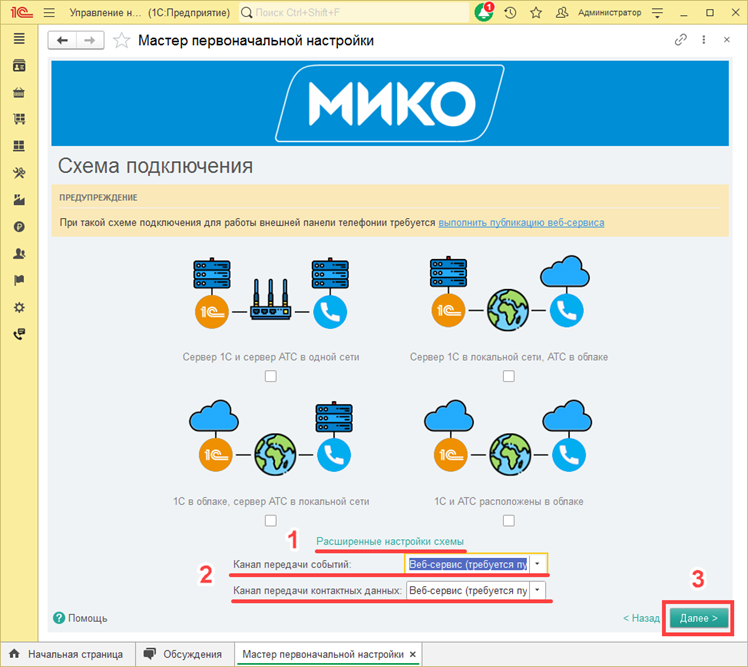 1С Управление н... (1С:Предприятие) Поиск Ctrl+Shift+F 1 Администратор
Мастер первоначальной настройки
МИКО
Схема подключения
ПРЕДУПРЕЖДЕНИЕ
При такой схеме подключения для работы внешней панели телефонии требуется выполнить публикацию веб-сервиса
1С 1С
Сервер 1С и сервер АТС в одной сети Сервер 1С в локальной сети, АТС в облаке
1С 1С
1С в облаке, сервер АТС в локальной сети 1С и АТС расположены в облаке
1 Расширенные настройки схемы
2 Канал передачи событий: Веб-сервис (требуется пу
Канал передачи контактных данных: Веб-сервис (требуется пу
3
? Помощь < Назад Далее >
Начальная страница Обсуждения Мастер первоначальной настройки ×